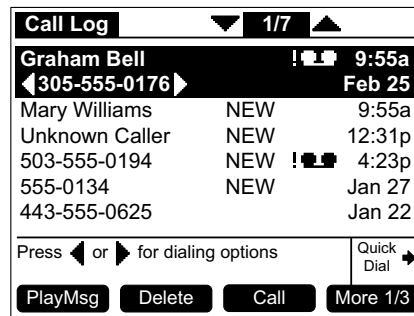 Call Log 1/7
Graham Bell ! 9:55a
305-555-0176 Feb 25
Mary Williams NEW 9:55a
Unknown Caller NEW 12:31p
503-555-0194 NEW ! 4:23p
555-0134 NEW Jan 27
443-555-0625 Jan 22
Press or for dialing options Quick Dial
PlayMsg Delete Call More 1/3